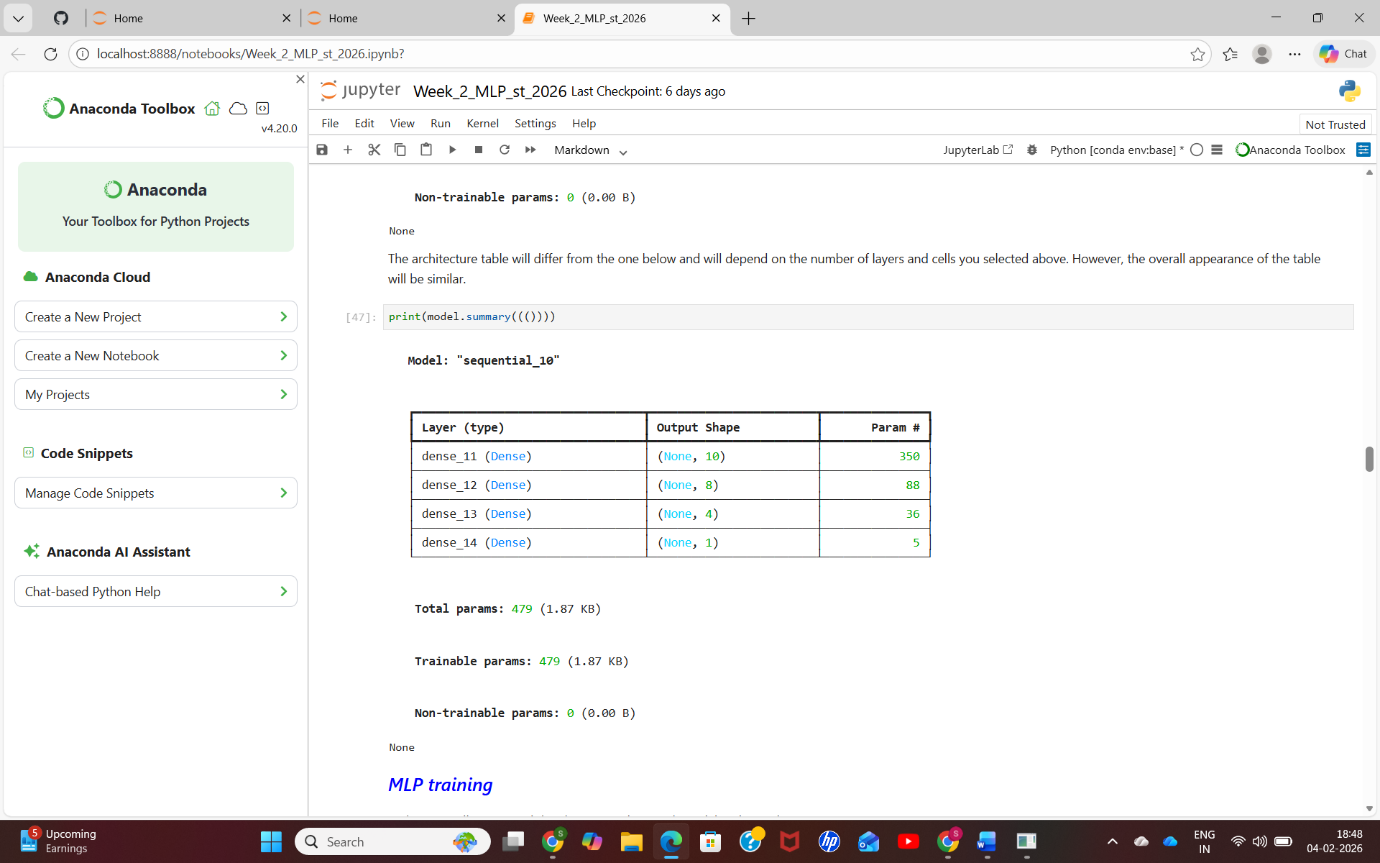 Home
Home
Week_2_MLP_st_2026
localhost:8888/notebooks/Week_2_MLP_st_2026.ipynb?
Chat
Anaconda Toolbox
v4.20.0
Anaconda
Your Toolbox for Python Projects
Anaconda Cloud
Create a New Project
Create a New Notebook
My Projects
Code Snippets
Manage Code Snippets
Anaconda AI Assistant
Chat-based Python Help
jupyter Week_2_MLP_st_2026 Last Checkpoint: 6 days ago
File Edit View Run Kernel Settings Help
Not Trusted
Markdown
JupyterLab
Python [conda env:base] *
Anaconda Toolbox
Non-trainable params: 0 (0.00 B)
None
The architecture table will differ from the one below and will depend on the number of layers and cells you selected above. However, the overall appearance of the table
will be similar.
[47]: print(model.summary((())))
Model: "sequential_10"
Layer (type) Output Shape Param #
dense_11 (Dense) (None, 10) 350
dense_12 (Dense) (None, 8) 88
dense_13 (Dense) (None, 4) 36
dense_14 (Dense) (None, 1) 5
Total params: 479 (1.87 KB)
Trainable params: 479 (1.87 KB)
Non-trainable params: 0 (0.00 B)
None
MLP training
5
Upcoming
Earnings
Search
ENG
IN
18:48
04-02-2026